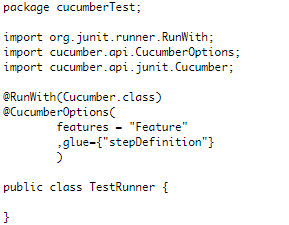 package cucumberTest;
import org.junit.runner.RunWith;
import cucumber.api.CucumberOptions;
import cucumber.api.junit.Cucumber;
@RunWith(Cucumber.class)
@CucumberOptions(
features = "Feature"
,glue={"stepDefinition"}
)
public class TestRunner {
}